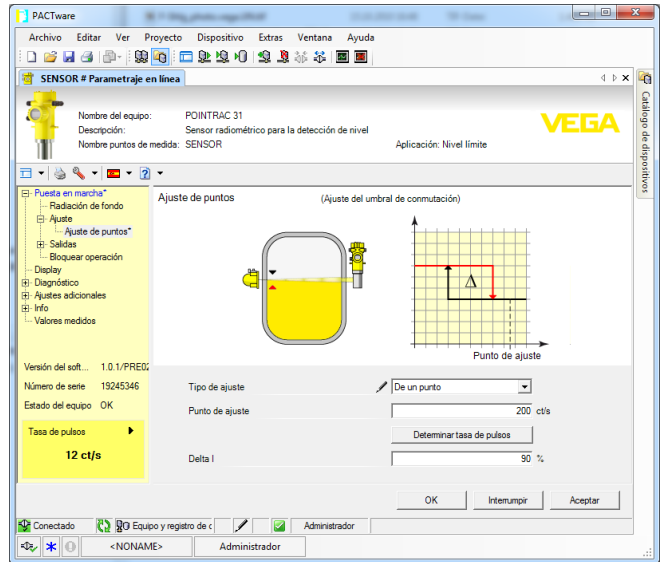 PACTware
Archivo Editar Ver Proyecto Dispositivo Extras Ventana Ayuda
SENSOR # Parametraje en línea
Catálogo de dispositivos
Nombre del equipo: POINTRAC 31
Descripción: Sensor radiométrico para la detección de nivel
Nombre puntos de medida: SENSOR Aplicación: Nivel límite
VEGA
Puesta en marcha*
Radiación de fondo
Ajuste
Ajuste de puntos*
Salidas
Bloquear operación
Display
Diagnóstico
Ajustes adicionales
Info
Valores medidos
Versión del soft... 1.0.1/PRE02
Número de serie 19245346
Estado del equipo OK
Tasa de pulsos
12 ct/s
Ajuste de puntos (Ajuste del umbral de conmutación)
Δ
Punto de ajuste
Tipo de ajuste De un punto
Punto de ajuste 200 ct/s
Determinar tasa de pulsos
Delta I 90 %
OK Interrumpir Aceptar
Conectado Equipo y registro de c Administrador
<NONAME> Administrador